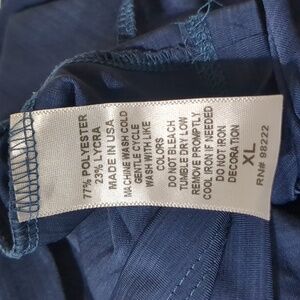 77% POLYESTER
23% LYCRA
MADE IN USA
MACHINE WASH COLD
GENTLE CYCLE
WASH WITH LIKE
COLORS
DO NOT BLEACH
TUMBLE DRY LOW
REMOVE PROMPTLY
COOL IRON IF NEEDED
DO NOT IRON
DECORATION
XL
RN# 98222